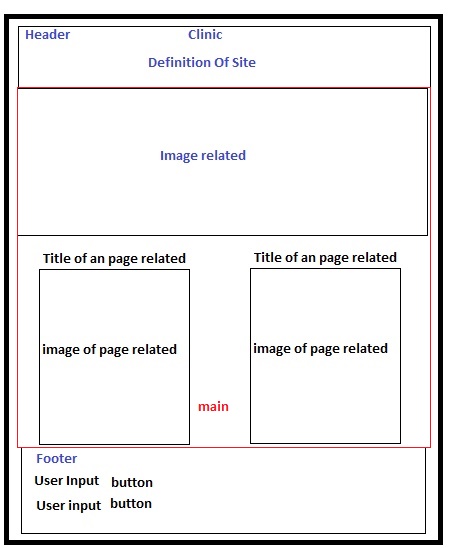 Header Clinic
Definition Of Site
Image related
Title of an page related Title of an page related
image of page related image of page related
main
Footer
User Input button
User input button